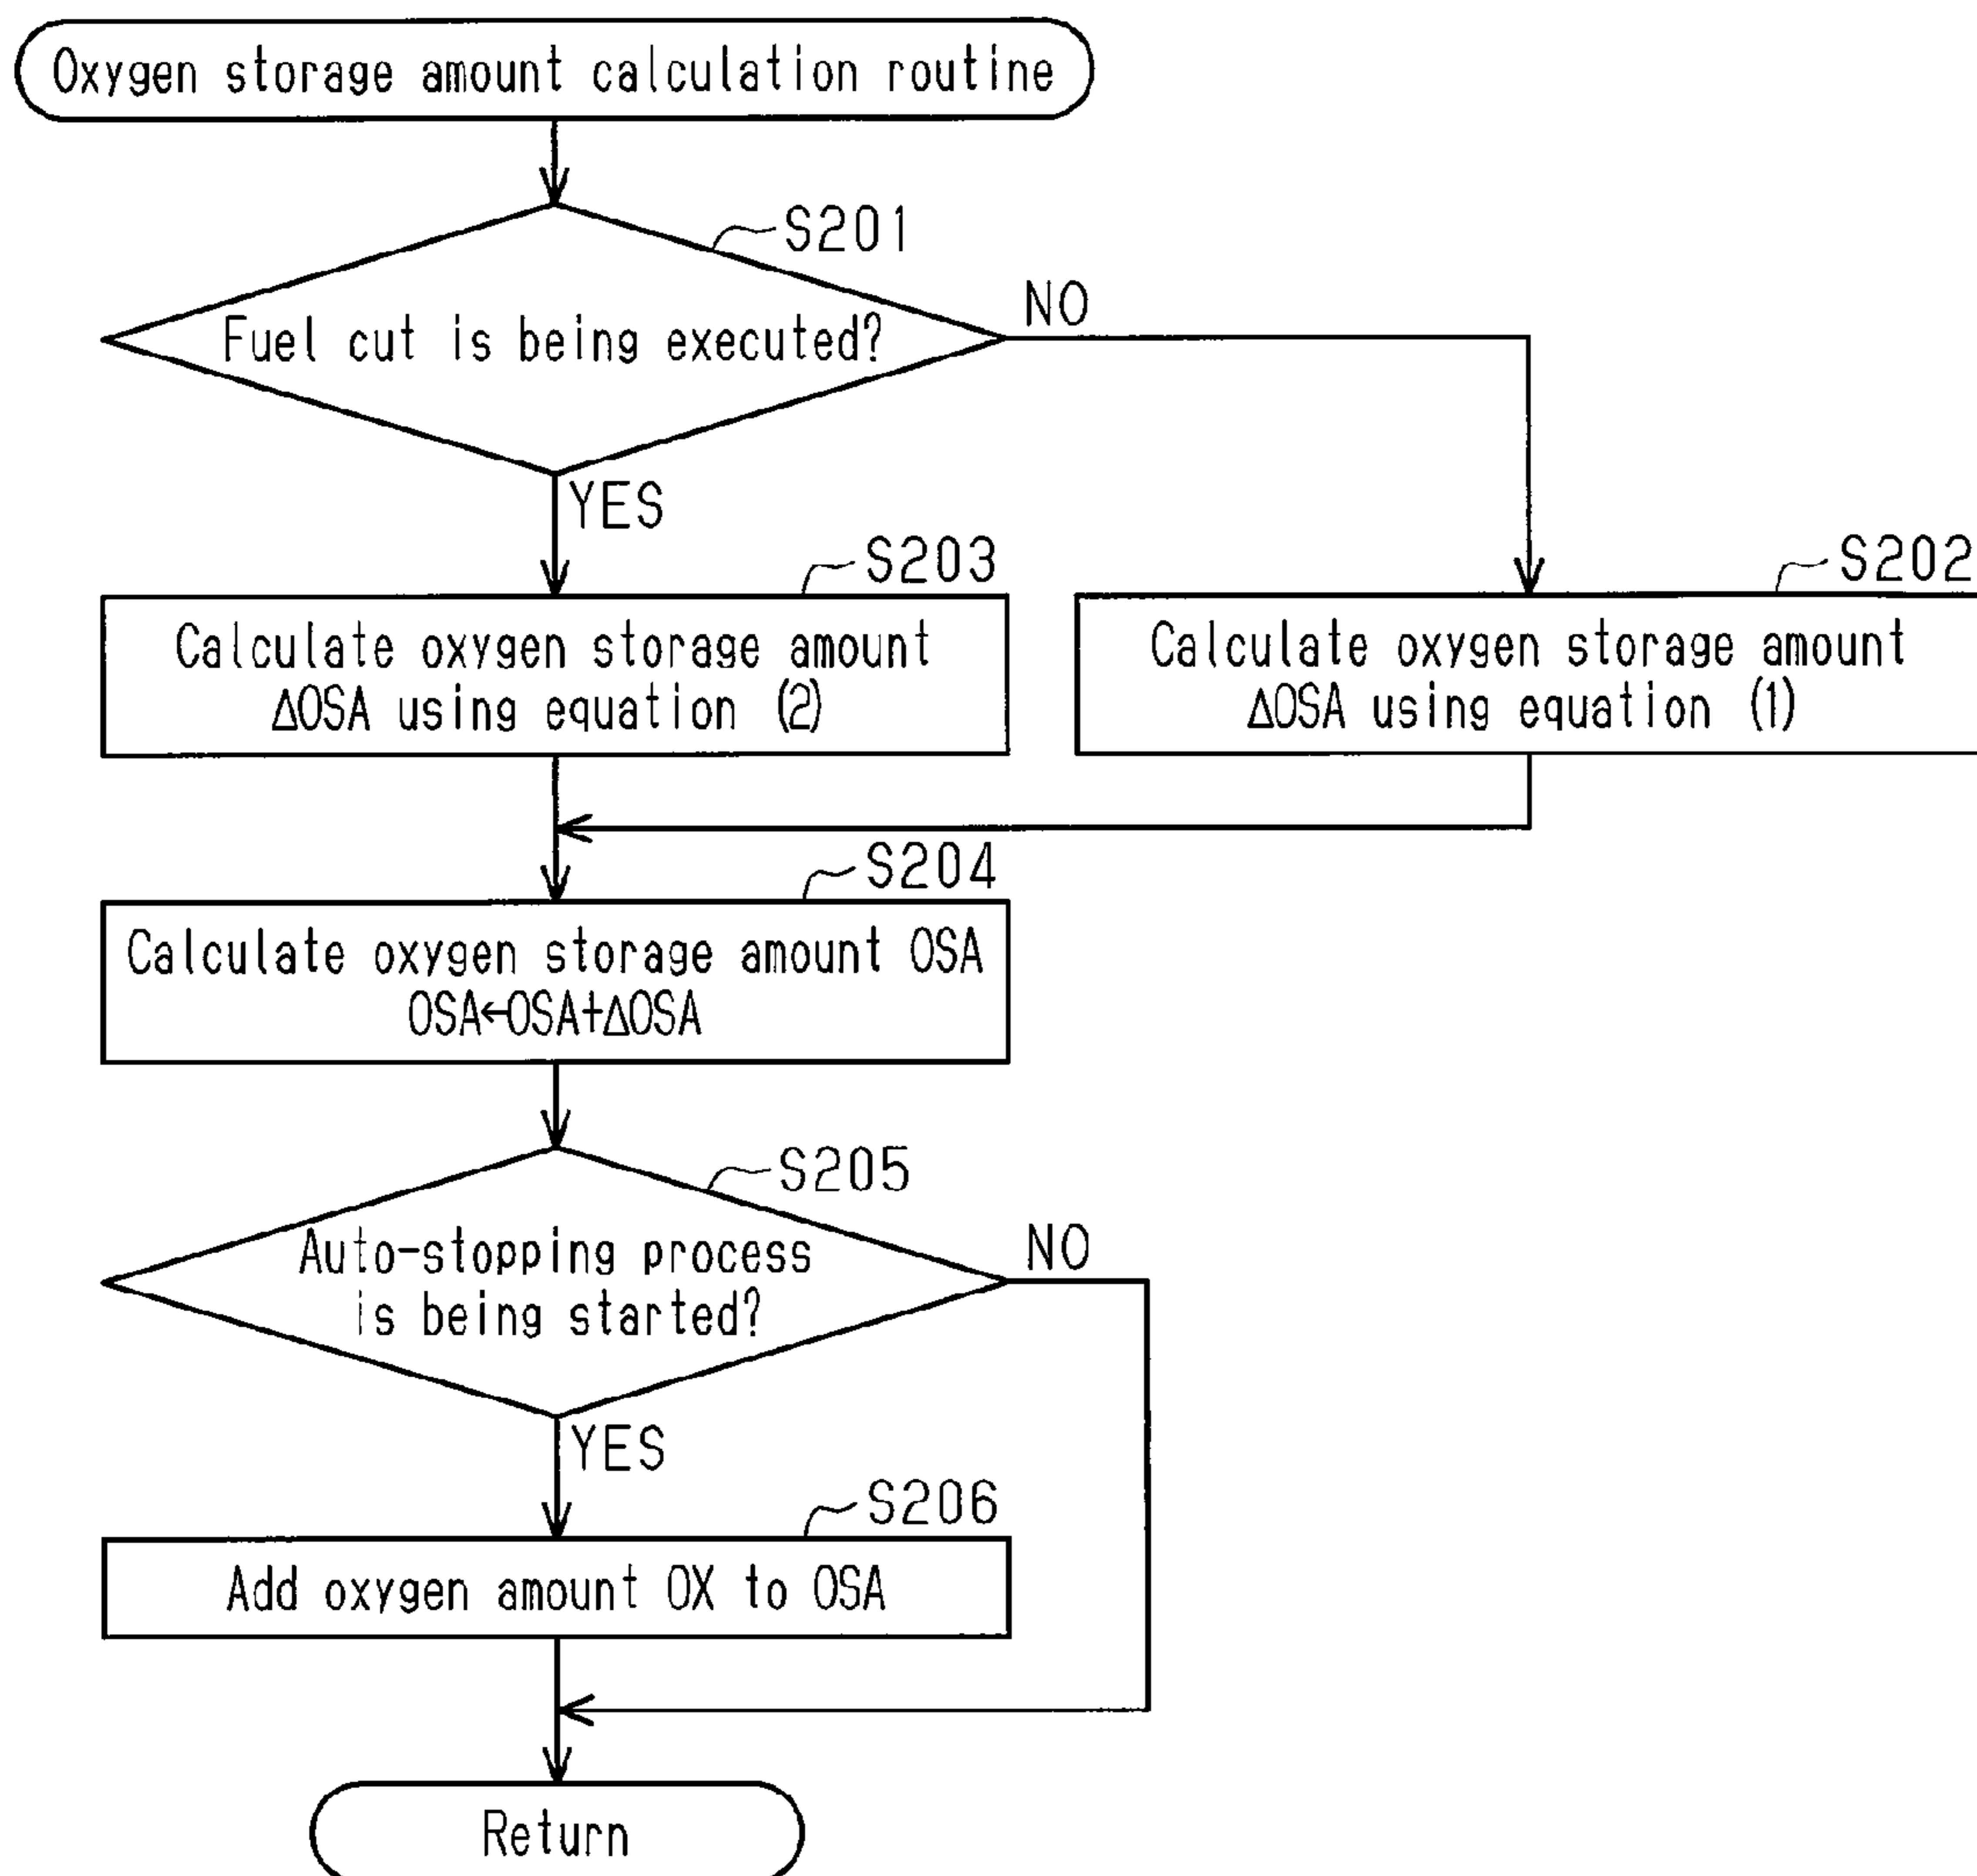 Oxygen storage amount calculation routine
S201
Fuel cut is being executed?
NO
YES
S203
Calculate oxygen storage amount
ΔOSA using equation (2)
S202
Calculate oxygen storage amount
ΔOSA using equation (1)
S204
Calculate oxygen storage amount OSA
OSA←OSA+ΔOSA
S205
Auto-stopping process
is being started?
NO
YES
S206
Add oxygen amount OX to OSA
Return